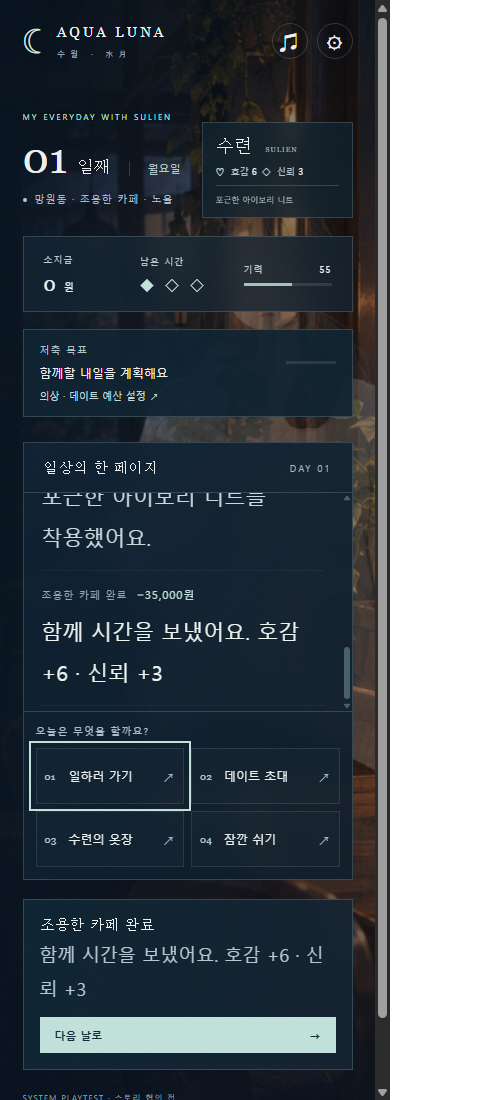 AQUA LUNA
수월 · 水月
MY EVERYDAY WITH SULIEN
01 일째 월요일
• 망원동 · 조용한 카페 · 노을
수련 SULIEN
♡ 호감 6 ◇ 신뢰 3
포근한 아이보리 니트
소지금
0 원
남은 시간
◆ ◇ ◇
기력 55
저축 목표
함께할 내일을 계획해요
의상 · 데이트 예산 설정 ↗
일상의 한 페이지 DAY 01
포근한 아이보리 니트를
착용했어요.
조용한 카페 완료 −35,000원
함께 시간을 보냈어요. 호감
+6 · 신뢰 +3
오늘은 무엇을 할까요?
01 일하러 가기 ↗
02 데이트 초대 ↗
03 수련의 옷장 ↗
04 잠깐 쉬기 ↗
조용한 카페 완료
함께 시간을 보냈어요. 호감 +6 · 신
뢰 +3
다음 날로 →
SYSTEM PLAYTEST · 스토리 협의 전